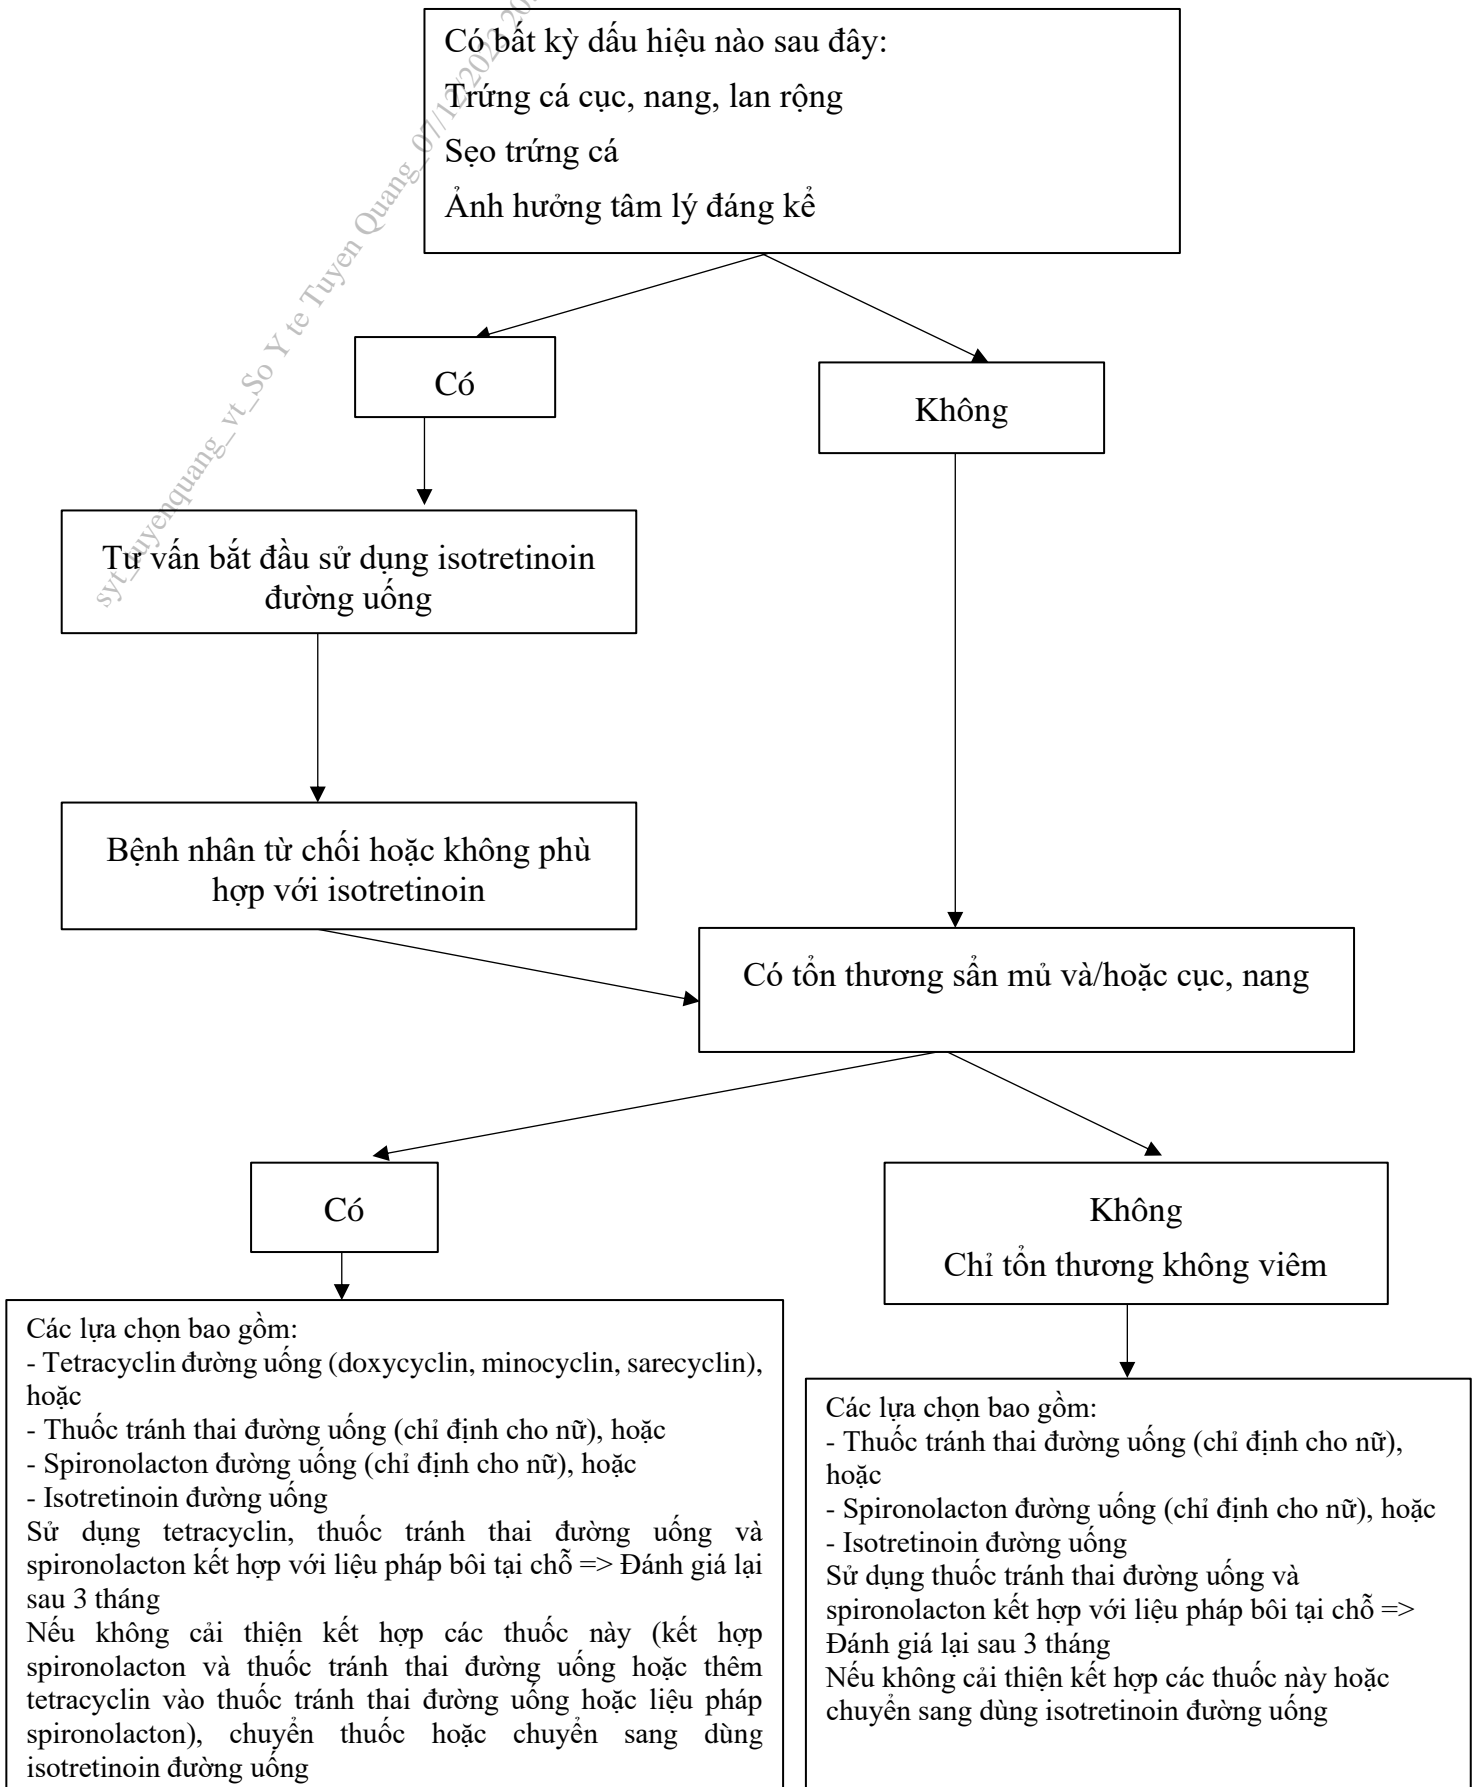 Có bất kỳ dấu hiệu nào sau đây:
Trứng cá cục, nang, lan rộng
Sẹo trứng cá
Ảnh hưởng tâm lý đáng kể
Có
Không
Tư vấn bắt đầu sử dụng isotretinoin
đường uống
Bệnh nhân từ chối hoặc không phù
hợp với isotretinoin
Có tổn thương sẩn mủ và/hoặc cục, nang
Có
Không
Chỉ tổn thương không viêm
Các lựa chọn bao gồm:
- Tetracyclin đường uống (doxycyclin, minocyclin, sarecyclin),
hoặc
- Thuốc tránh thai đường uống (chỉ định cho nữ), hoặc
- Spironolacton đường uống (chỉ định cho nữ), hoặc
- Isotretinoin đường uống
Sử dụng tetracyclin, thuốc tránh thai đường uống và
spironolacton kết hợp với liệu pháp bôi tại chỗ => Đánh giá lại
sau 3 tháng
Nếu không cải thiện kết hợp các thuốc này (kết hợp
spironolacton và thuốc tránh thai đường uống hoặc thêm
tetracyclin vào thuốc tránh thai đường uống hoặc liệu pháp
spironolacton), chuyển thuốc hoặc chuyển sang dùng
isotretinoin đường uống
Các lựa chọn bao gồm:
- Thuốc tránh thai đường uống (chỉ định cho nữ),
hoặc
- Spironolacton đường uống (chỉ định cho nữ), hoặc
- Isotretinoin đường uống
Sử dụng thuốc tránh thai đường uống và
spironolacton kết hợp với liệu pháp bôi tại chỗ =>
Đánh giá lại sau 3 tháng
Nếu không cải thiện kết hợp các thuốc này hoặc
chuyển sang dùng isotretinoin đường uống
syt_tuyenquang_vt_So Y te Tuyen Quang_07/12/2023